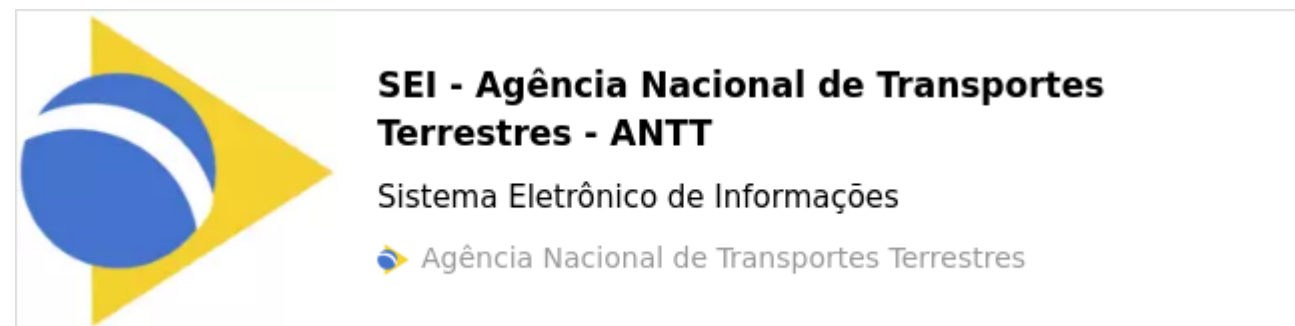 SEI - Agência Nacional de Transportes
Terrestres - ANTT
Sistema Eletrônico de Informações
Agência Nacional de Transportes Terrestres